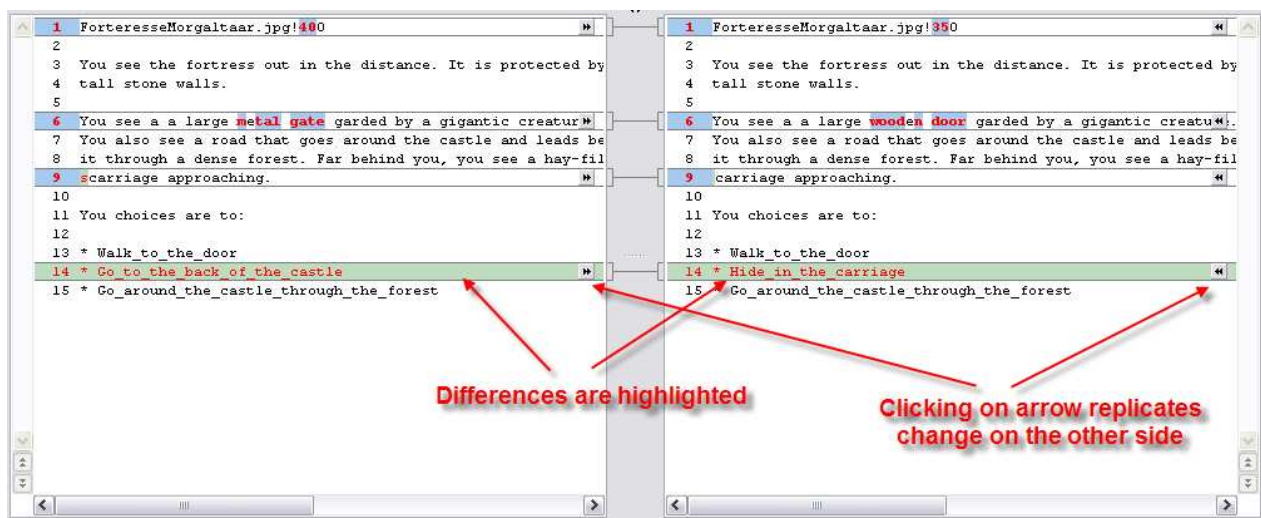 1 ForteresseMorgaltaar.jpg!400
2
3 You see the fortress out in the distance. It is protected by
4 tall stone walls.
5
6 You see a a large metal gate garded by a gigantic creatur
7 You also see a road that goes around the castle and leads be
8 it through a dense forest. Far behind you, you see a hay-fil
9 scarriage approaching.
10
11 You choices are to:
12
13 * Walk_to_the_door
14 * Go_to_the_back_of_the_castle
15 * Go_around_the_castle_through_the_forest
1 ForteresseMorgaltaar.jpg!350
2
3 You see the fortress out in the distance. It is protected by
4 tall stone walls.
5
6 You see a a large wooden door garded by a gigantic creatu
7 You also see a road that goes around the castle and leads be
8 it through a dense forest. Far behind you, you see a hay-fil
9 carriage approaching.
10
11 You choices are to:
12
13 * Walk_to_the_door
14 * Hide_in_the_carriage
15 Go_around_the_castle_through_the_forest
Differences are highlighted
Clicking on arrow replicates
change on the other side